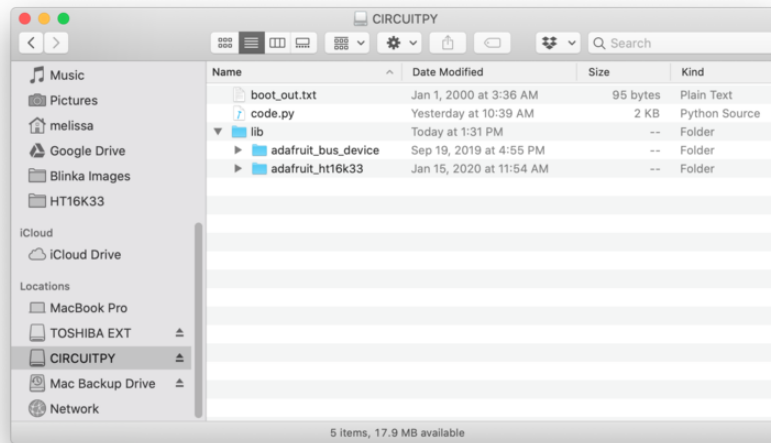 CIRCUITPY
Search
Music
Pictures
melissa
Google Drive
Blinka Images
HT16K33
iCloud
iCloud Drive
Locations
MacBook Pro
TOSHIBA EXT
CIRCUITPY
Mac Backup Drive
Network
Name Date Modified Size Kind
boot_out.txt Jan 1, 2000 at 3:36 AM 95 bytes Plain Text
code.py Yesterday at 10:39 AM 2 KB Python Source
lib Today at 1:31 PM -- Folder
adafruit_bus_device Sep 19, 2019 at 4:55 PM -- Folder
adafruit_ht16k33 Jan 15, 2020 at 11:54 AM -- Folder
5 items, 17.9 MB available